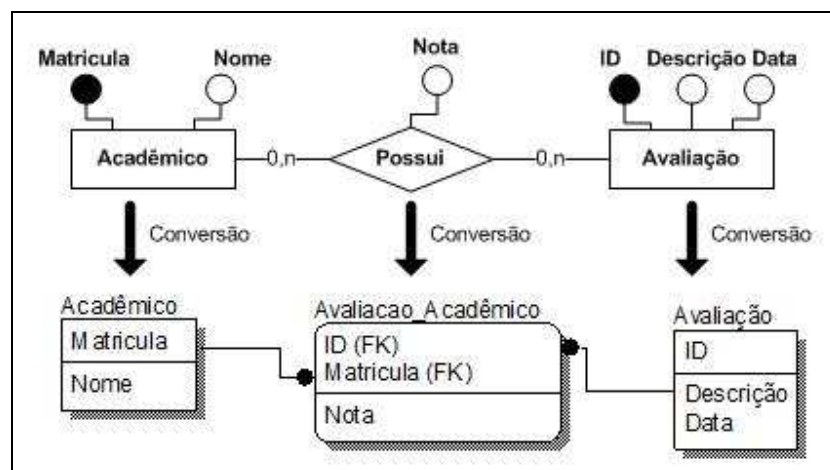 Matricula Nome Nota ID Descrição Data
Acadêmico 0,n Possui 0,n Avaliação
Conversão Conversão Conversão
Acadêmico Avaliacao_Acadêmico Avaliação
Matricula
Nome
ID (FK)
Matricula (FK)
Nota
ID
Descrição
Data